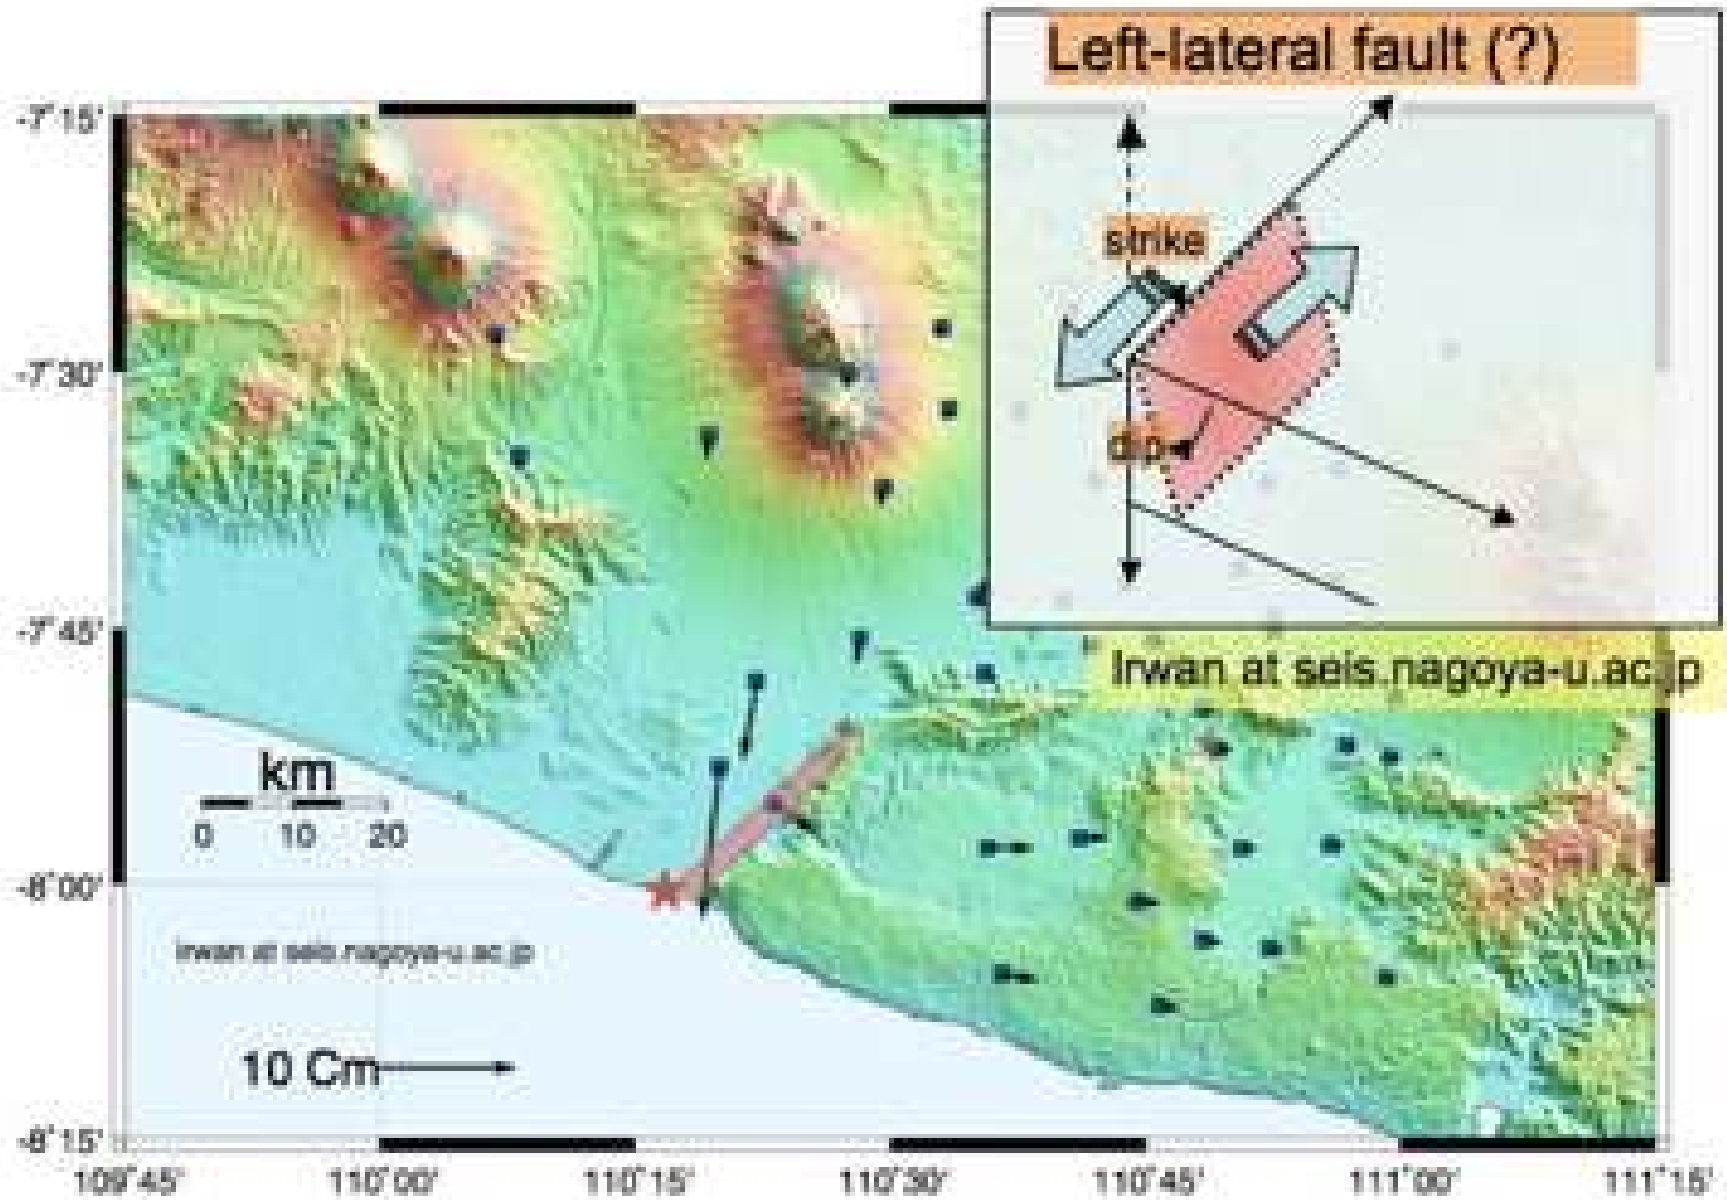 Left-lateral fault (?)
-7°15'
strike
-7°30'
dip
-7°45'
Irwan at seis.nagoya-u.ac.jp
km
0 10 20
-8°00'
Irwan at seis.nagoya-u.ac.jp
10 Cm
-8°15'
109°45' 110°00' 110°15' 110°30' 110°45' 111°00' 111°15'